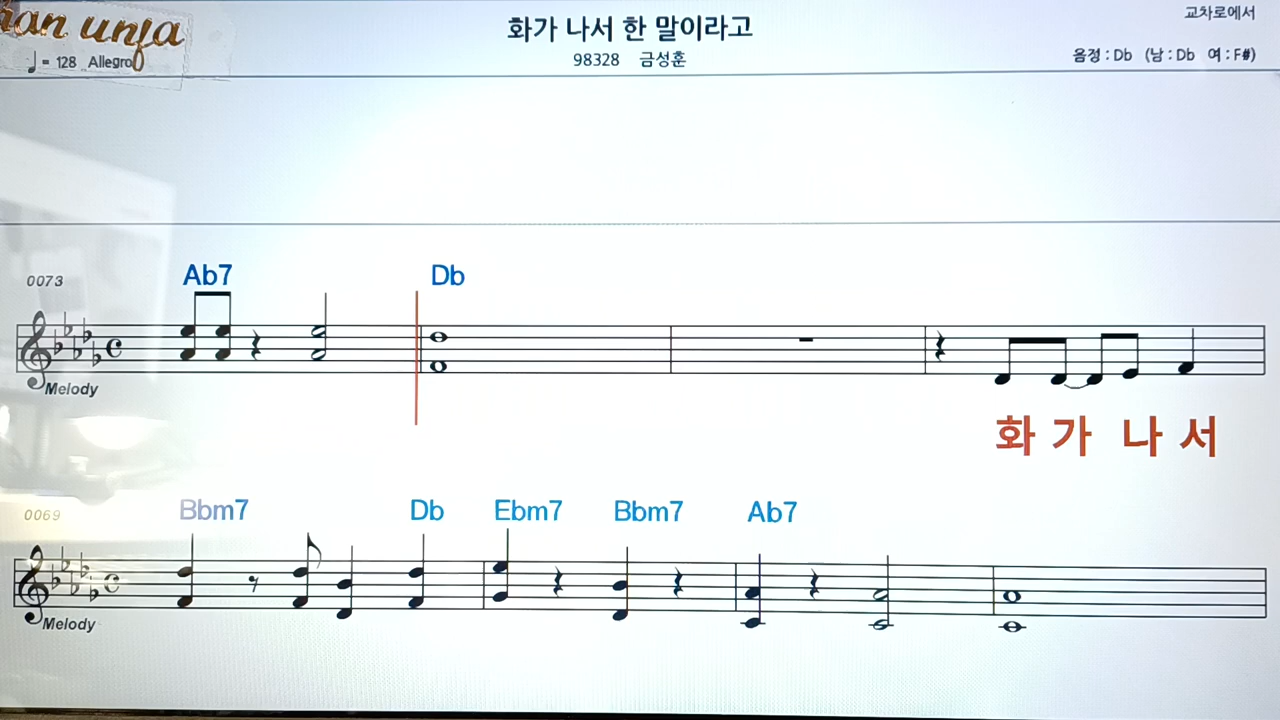 화가 나서 한 말이라고
교차로에서
♩ = 128 Allegro
98328 금성훈
음정 : Db (남 : Db 여 : F#)
0073
Ab7 Db
Melody
화 가 나 서
0069
Bbm7 Db Ebm7 Bbm7 Ab7
Melody